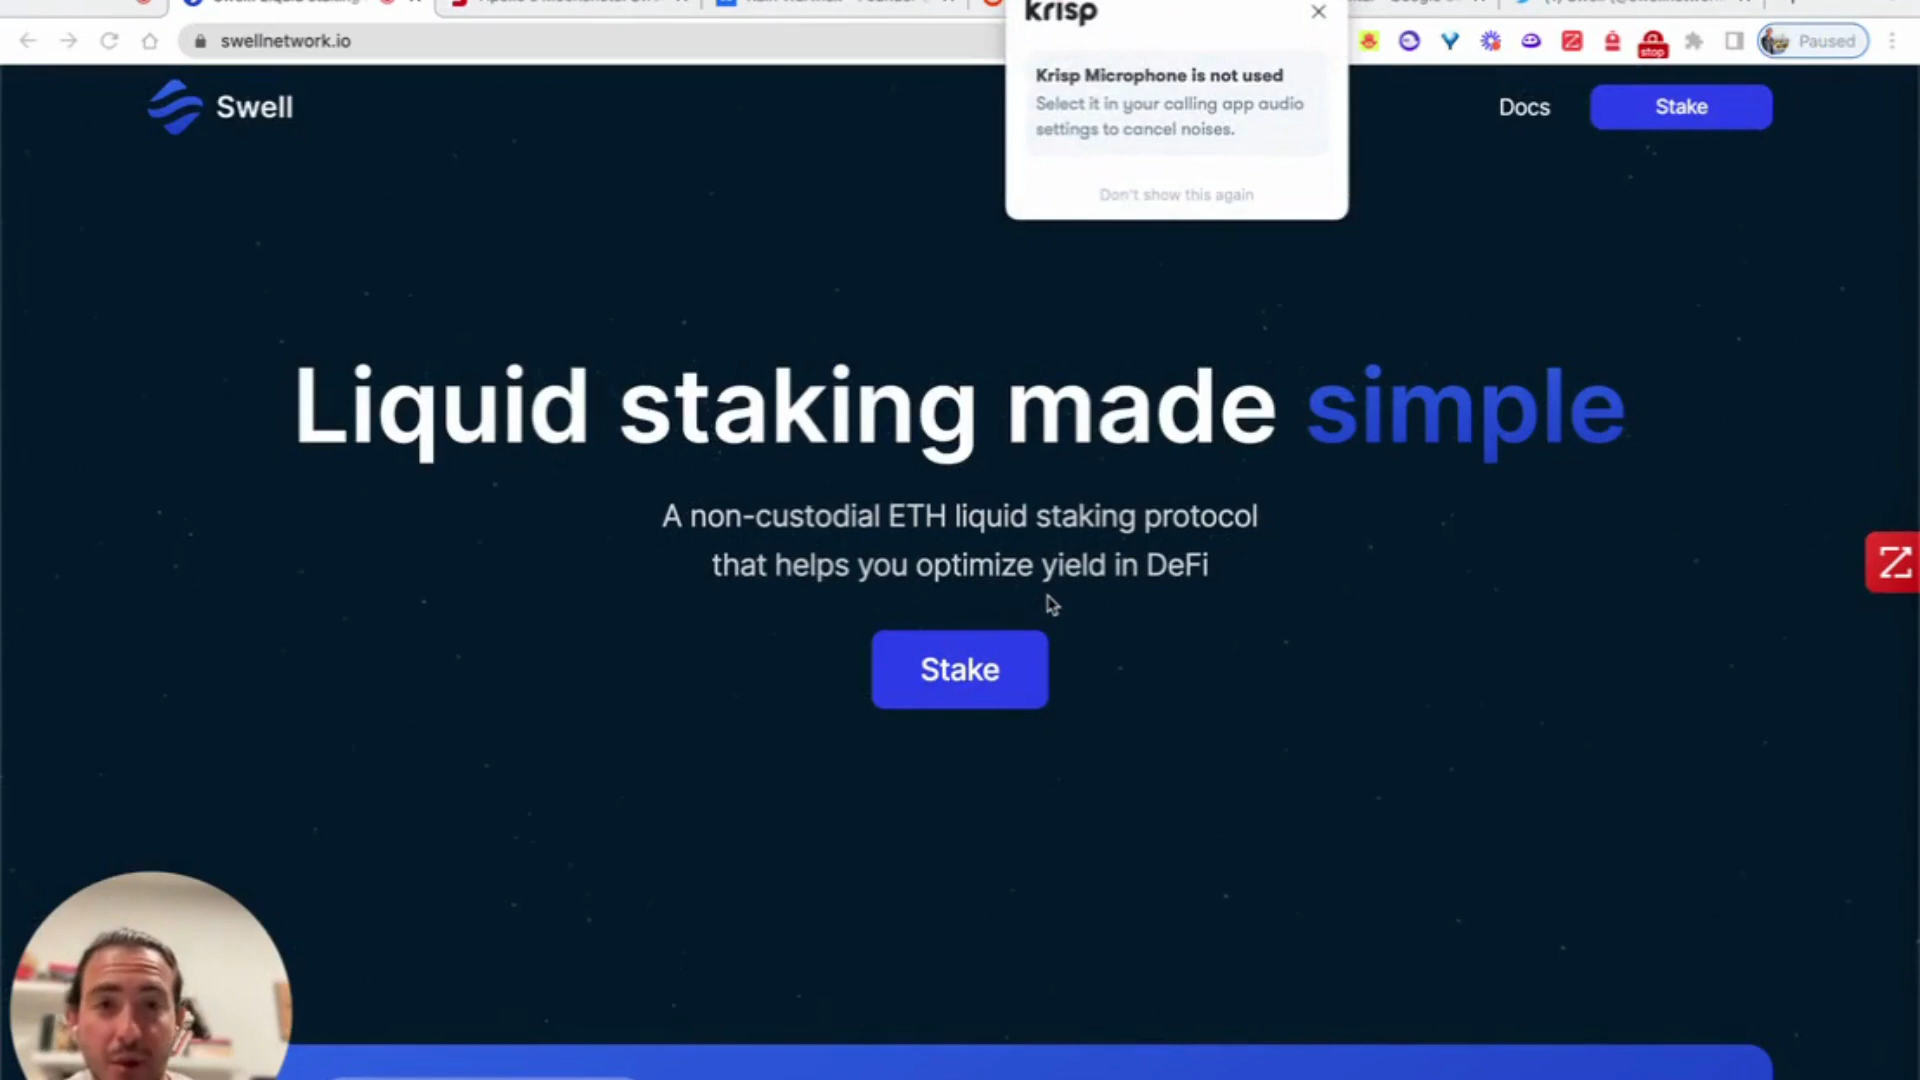 krisp
swellnetwork.io
Paused
stop
Krisp Microphone is not used
Select it in your calling app audio
settings to cancel noises.
Don't show this again
Swell
Docs
Stake
Liquid staking made simple
A non-custodial ETH liquid staking protocol
that helps you optimize yield in DeFi
Stake